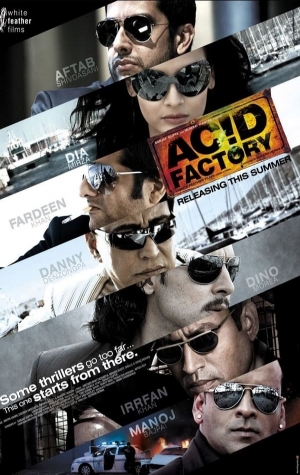 white
feather
films
AFTAB
SHIVDASANI
DIA
MIRZA
AC!D
FACTORY
RELEASING THIS SUMMER
FARDEEN
KHAN
DANNY
DENZONGPA
DINO
MOREA
Some thrillers go too far...
This one starts from there.
IRRFAN
KHAN
MANOJ
BAJPAI